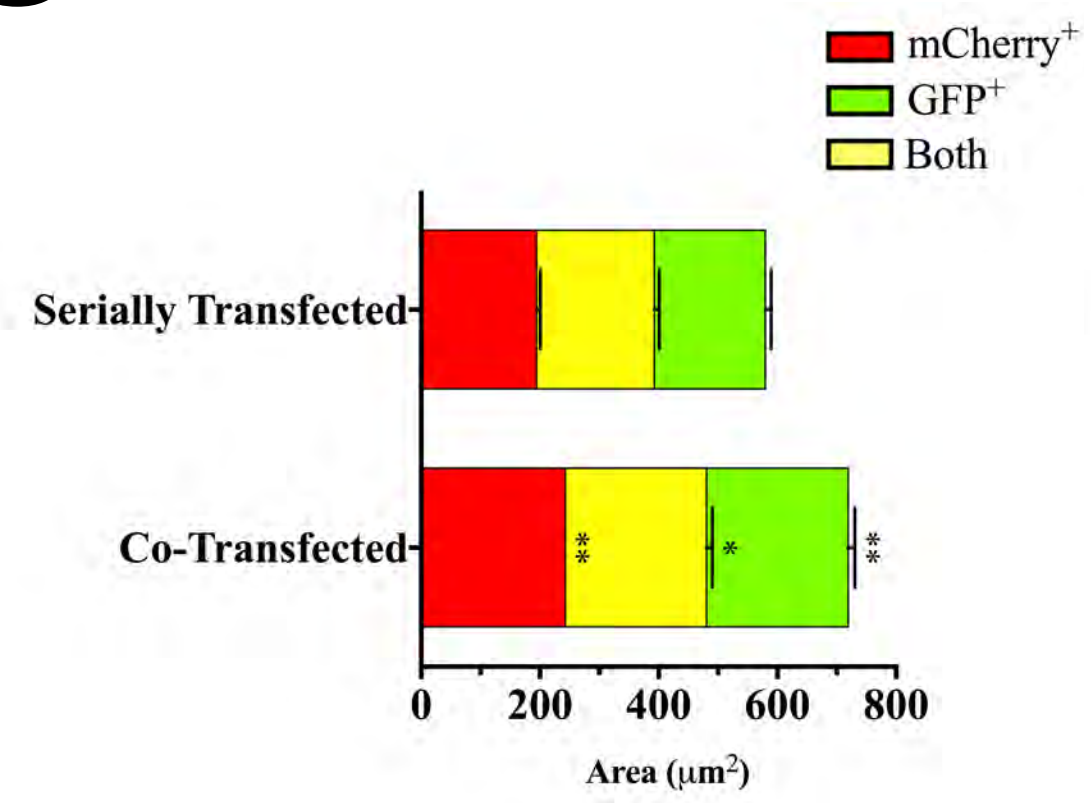 mCherry⁺
GFP⁺
Both
Serially Transfected
Co-Transfected
**
*
**
0 200 400 600 800
Area (μm²)